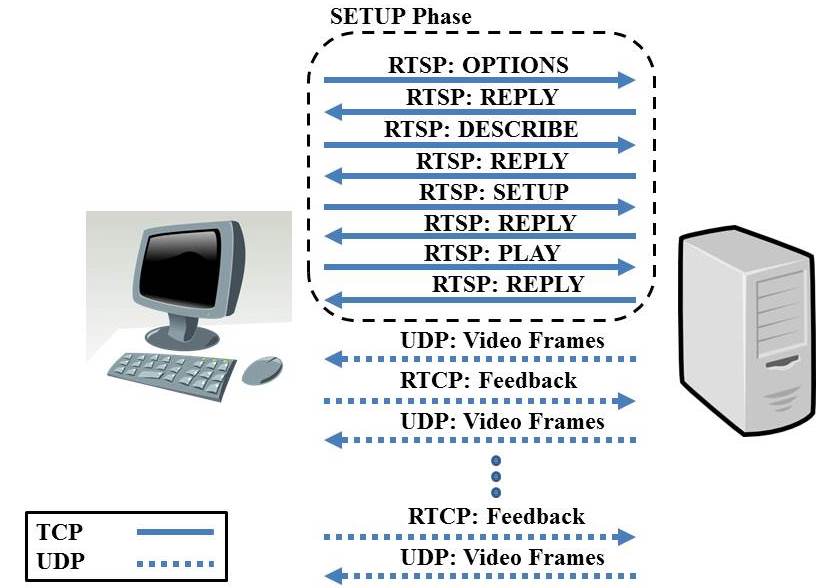 SETUP Phase
RTSP: OPTIONS
RTSP: REPLY
RTSP: DESCRIBE
RTSP: REPLY
RTSP: SETUP
RTSP: REPLY
RTSP: PLAY
RTSP: REPLY
UDP: Video Frames
RTCP: Feedback
UDP: Video Frames
RTCP: Feedback
UDP: Video Frames
TCP
UDP